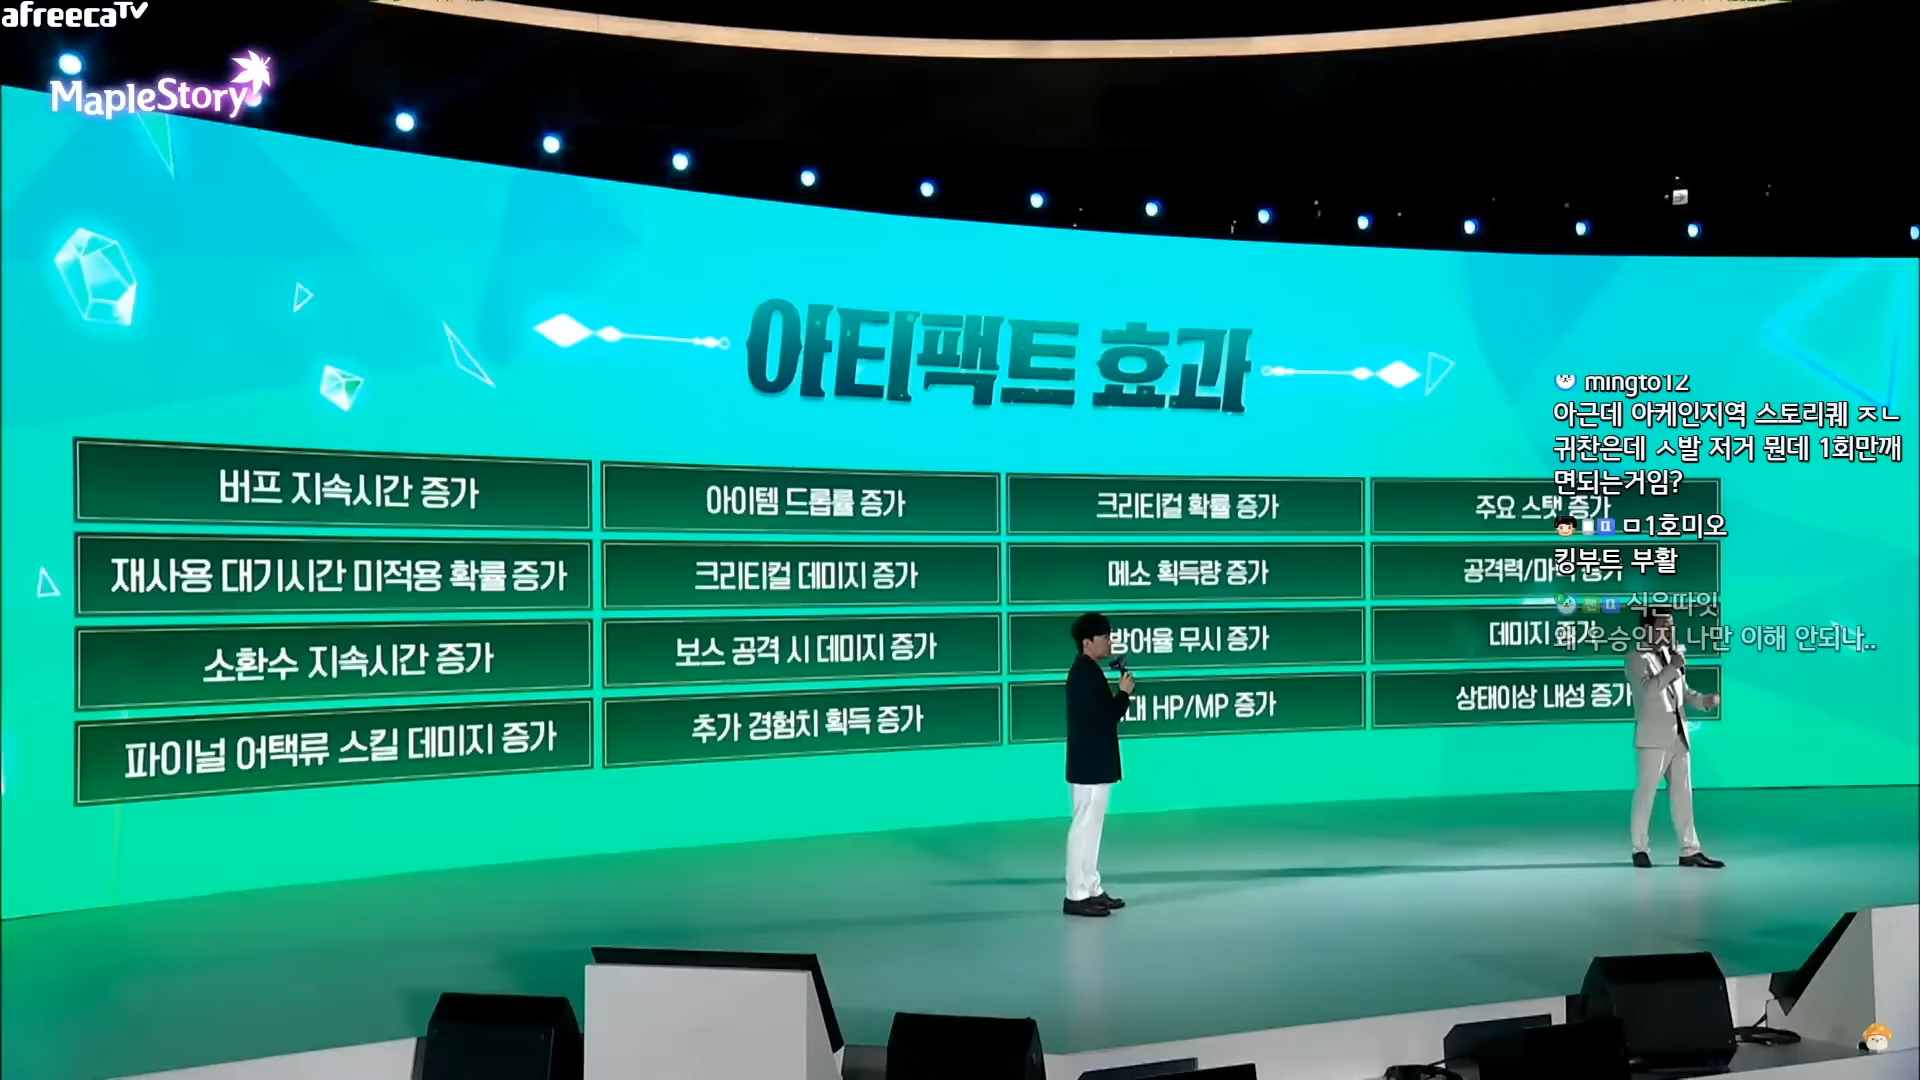 afreecaTV
MapleStory
아티팩트 효과
버프 지속시간 증가
아이템 드롭률 증가
크리티컬 확률 증가
주요 스탯 증가
재사용 대기시간 미적용 확률 증가
크리티컬 데미지 증가
메소 획득량 증가
공격력/마력 증가
소환수 지속시간 증가
보스 공격 시 데미지 증가
방어율 무시 증가
데미지 증가
파이널 어택류 스킬 데미지 증가
추가 경험치 획득 증가
대 HP/MP 증가
상태이상 내성 증가
mingto12
아근데 아케인지역 스토리퀘 ㅈㄴ
귀찬은데 ㅅ발 저거 뭔데 1회만깨
면되는거임?
ㅁ1호미오
킹부트 부활
식은따잇
왜 우승인지 나만 이해 안되나..